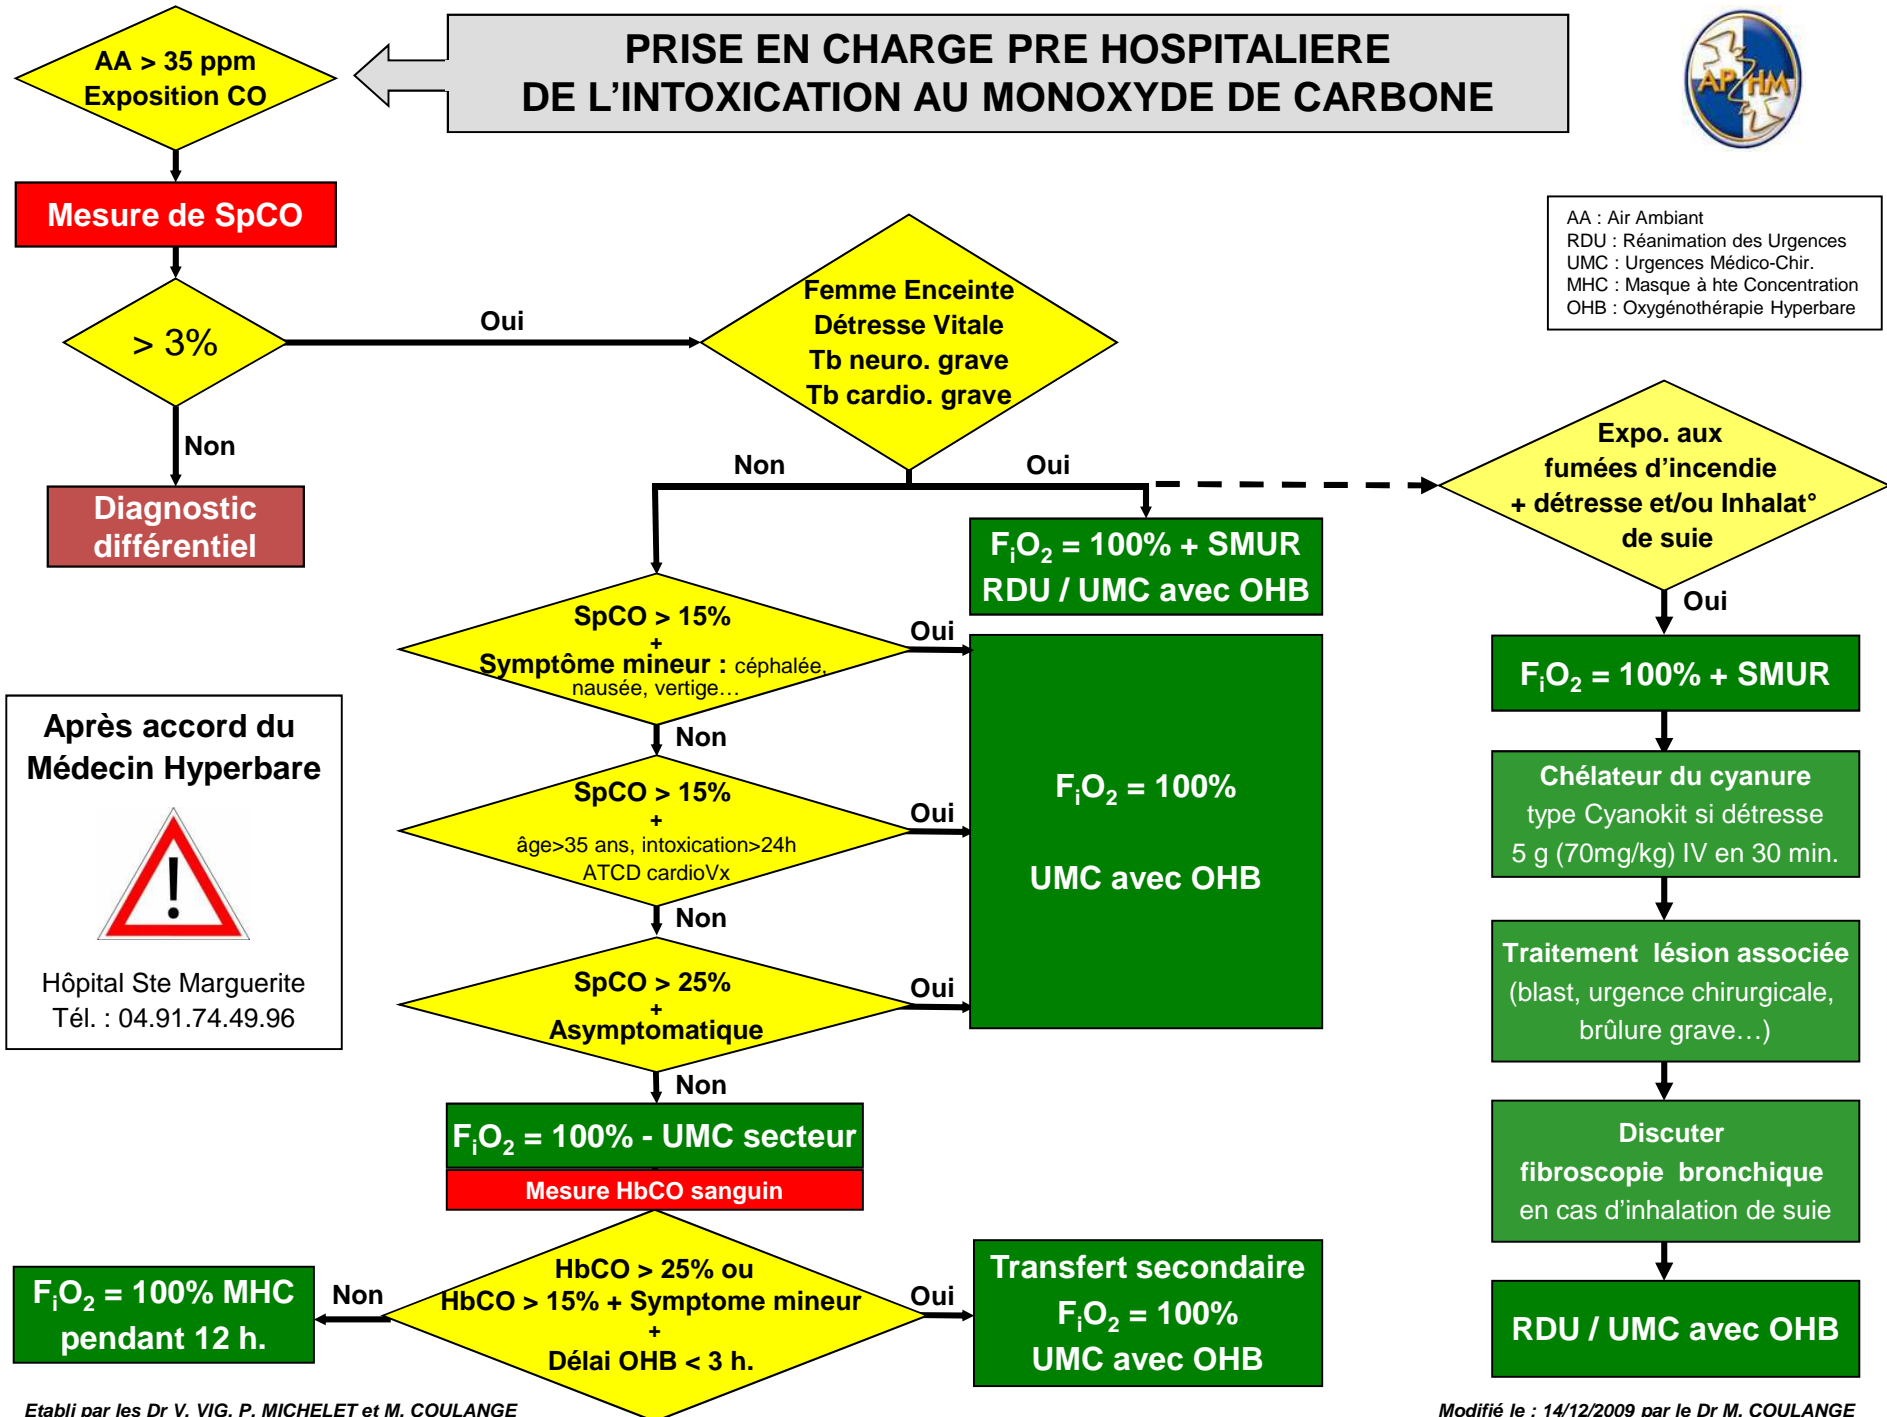 PRISE EN CHARGE PRE HOSPITALIERE
DE L'INTOXICATION AU MONOXYDE DE CARBONE
AP HM
AA > 35 ppm
Exposition CO
Mesure de SpCO
> 3%
Oui
Non
Diagnostic
différentiel
Femme Enceinte
Détresse Vitale
Tb neuro. grave
Tb cardio. grave
AA : Air Ambiant
RDU : Réanimation des Urgences
UMC : Urgences Médico-Chir.
MHC : Masque à hte Concentration
OHB : Oxygénothérapie Hyperbare
Non
Oui
FiO2 = 100% + SMUR
RDU / UMC avec OHB
SpCO > 15%
+
Symptôme mineur : céphalée,
nausée, vertige…
Oui
Non
SpCO > 15%
+
âge>35 ans, intoxication>24h
ATCD cardioVx
Oui
Non
SpCO > 25%
+
Asymptomatique
Oui
Non
FiO2 = 100%
UMC avec OHB
FiO2 = 100% - UMC secteur
Mesure HbCO sanguin
HbCO > 25% ou
HbCO > 15% + Symptome mineur
+
Délai OHB < 3 h.
Non
FiO2 = 100% MHC
pendant 12 h.
Oui
Transfert secondaire
FiO2 = 100%
UMC avec OHB
Expo. aux
fumées d'incendie
+ détresse et/ou Inhalat°
de suie
Oui
FiO2 = 100% + SMUR
Chélateur du cyanure
type Cyanokit si détresse
5 g (70mg/kg) IV en 30 min.
Traitement lésion associée
(blast, urgence chirurgicale,
brûlure grave…)
Discuter
fibroscopie bronchique
en cas d'inhalation de suie
RDU / UMC avec OHB
Après accord du
Médecin Hyperbare
!
Hôpital Ste Marguerite
Tél. : 04.91.74.49.96
Etabli par les Dr V. VIG, P. MICHELET et M. COULANGE
Modifié le : 14/12/2009 par le Dr M. COULANGE